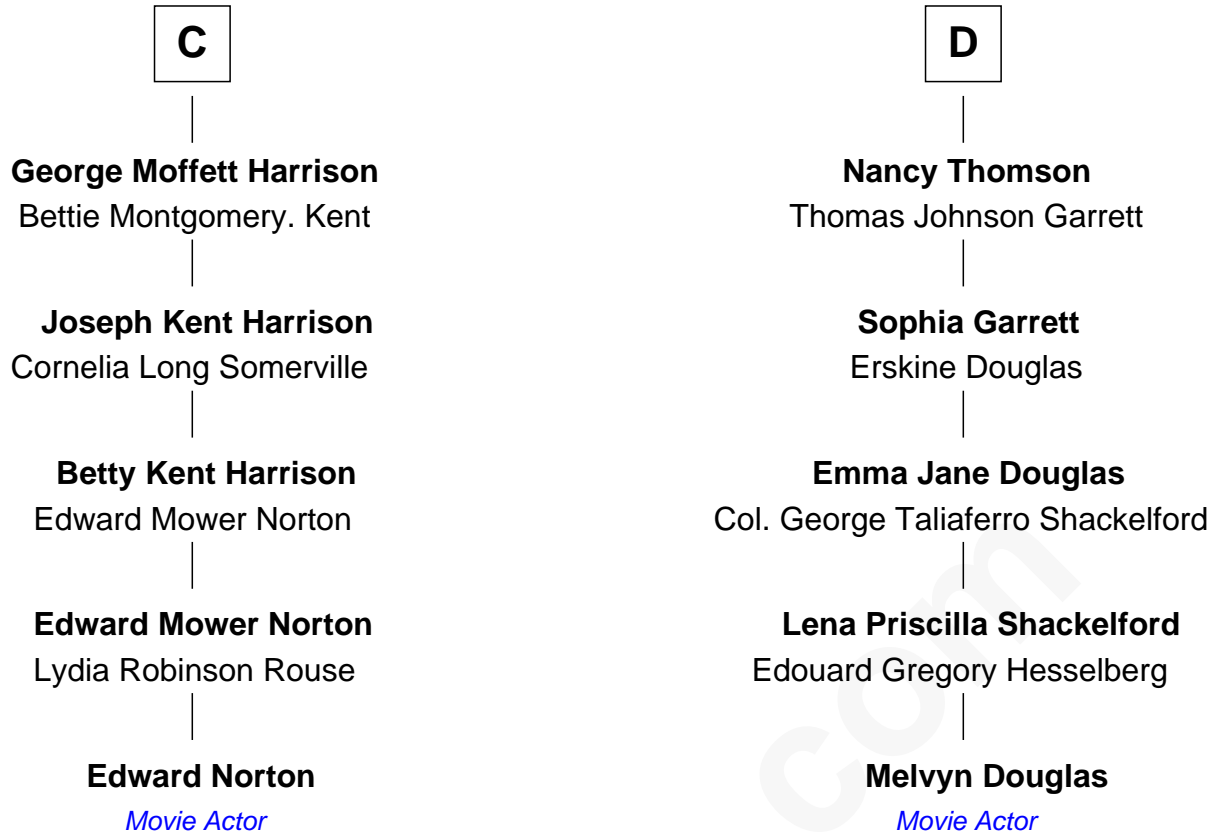 C
George Moffett Harrison
Bettie Montgomery. Kent
Joseph Kent Harrison
Cornelia Long Somerville
Betty Kent Harrison
Edward Mower Norton
Edward Mower Norton
Lydia Robinson Rouse
Edward Norton
Movie Actor
D
Nancy Thomson
Thomas Johnson Garrett
Sophia Garrett
Erskine Douglas
Emma Jane Douglas
Col. George Taliaferro Shackelford
Lena Priscilla Shackelford
Edouard Gregory Hesselberg
Melvyn Douglas
Movie Actor
com